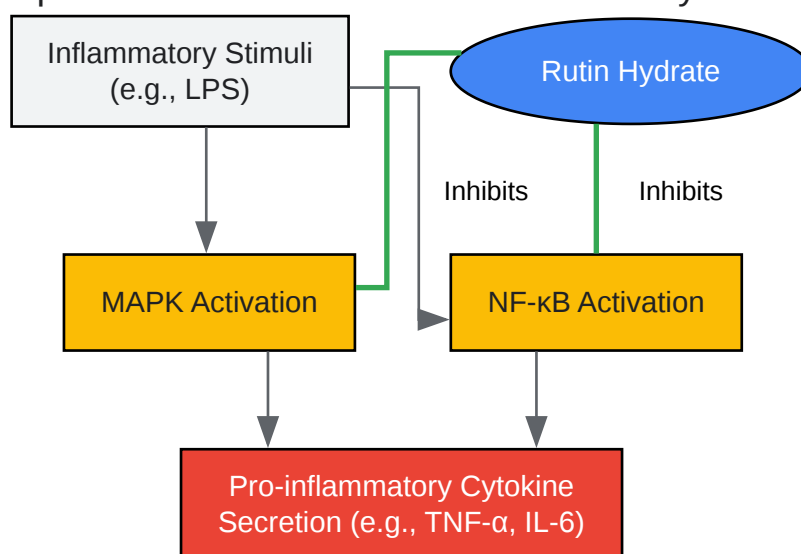 Inflammatory Stimuli
(e.g., LPS)
Rutin Hydrate
Inhibits
Inhibits
MAPK Activation
NF-κB Activation
Pro-inflammatory Cytokine
Secretion (e.g., TNF-α, IL-6)